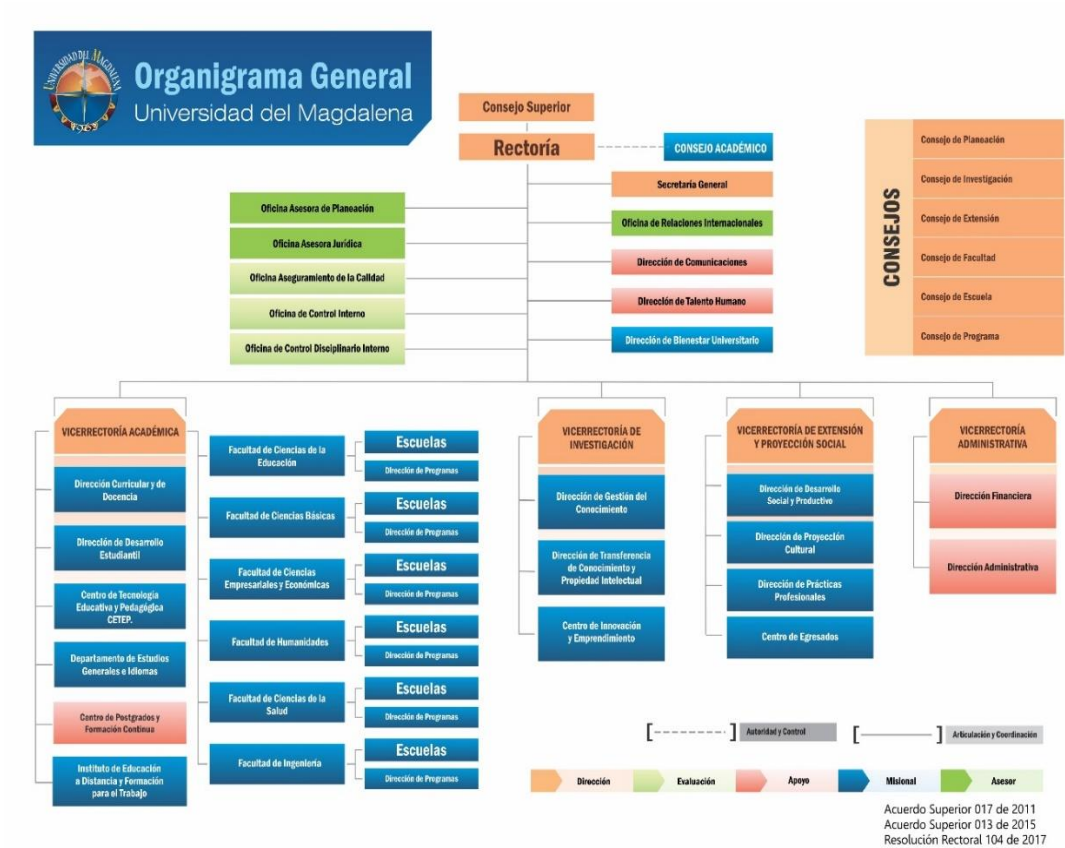 UNIVERSIDAD DEL MAGDALENA
Organigrama General
Universidad del Magdalena
Consejo Superior
Rectoría
CONSEJO ACADÉMICO
Secretaría General
Oficina de Relaciones Internacionales
Dirección de Comunicaciones
Dirección de Talento Humano
Dirección de Bienestar Universitario
Oficina Asesora de Planeación
Oficina Asesora Jurídica
Oficina Aseguramiento de la Calidad
Oficina de Control Interno
Oficina de Control Disciplinario Interno
CONSEJOS
Consejo de Planeación
Consejo de Investigación
Consejo de Extensión
Consejo de Facultad
Consejo de Escuela
Consejo de Programa
VICERRECTORÍA ACADÉMICA
Dirección Curricular y de
Docencia
Dirección de Desarrollo
Estudiantil
Centro de Tecnología
Educativa y Pedagógica
CETEP.
Departamento de Estudios
Generales e Idiomas
Centro de Postgrados y
Formación Continua
Instituto de Educación
a Distancia y Formación
para el Trabajo
Facultad de Ciencias de la
Educación
Escuelas
Dirección de Programas
Facultad de Ciencias Básicas
Escuelas
Dirección de Programas
Facultad de Ciencias
Empresariales y Económicas
Escuelas
Dirección de Programas
Facultad de Humanidades
Escuelas
Dirección de Programas
Facultad de Ciencias de la
Salud
Escuelas
Dirección de Programas
Facultad de Ingeniería
Escuelas
Dirección de Programas
VICERRECTORÍA DE
INVESTIGACIÓN
Dirección de Gestión del
Conocimiento
Dirección de Transferencia
de Conocimiento y
Propiedad Intelectual
Centro de Innovación
y Emprendimiento
VICERRECTORÍA DE EXTENSIÓN
Y PROYECCIÓN SOCIAL
Dirección de Desarrollo
Social y Productivo
Dirección de Proyección
Cultural
Dirección de Prácticas
Profesionales
Centro de Egresados
VICERRECTORÍA
ADMINISTRATIVA
Dirección Financiera
Dirección Administrativa
Autoridad y Control
Articulación y Coordinación
Dirección
Evaluación
Apoyo
Misional
Asesor
Acuerdo Superior 017 de 2011
Acuerdo Superior 013 de 2015
Resolución Rectoral 104 de 2017